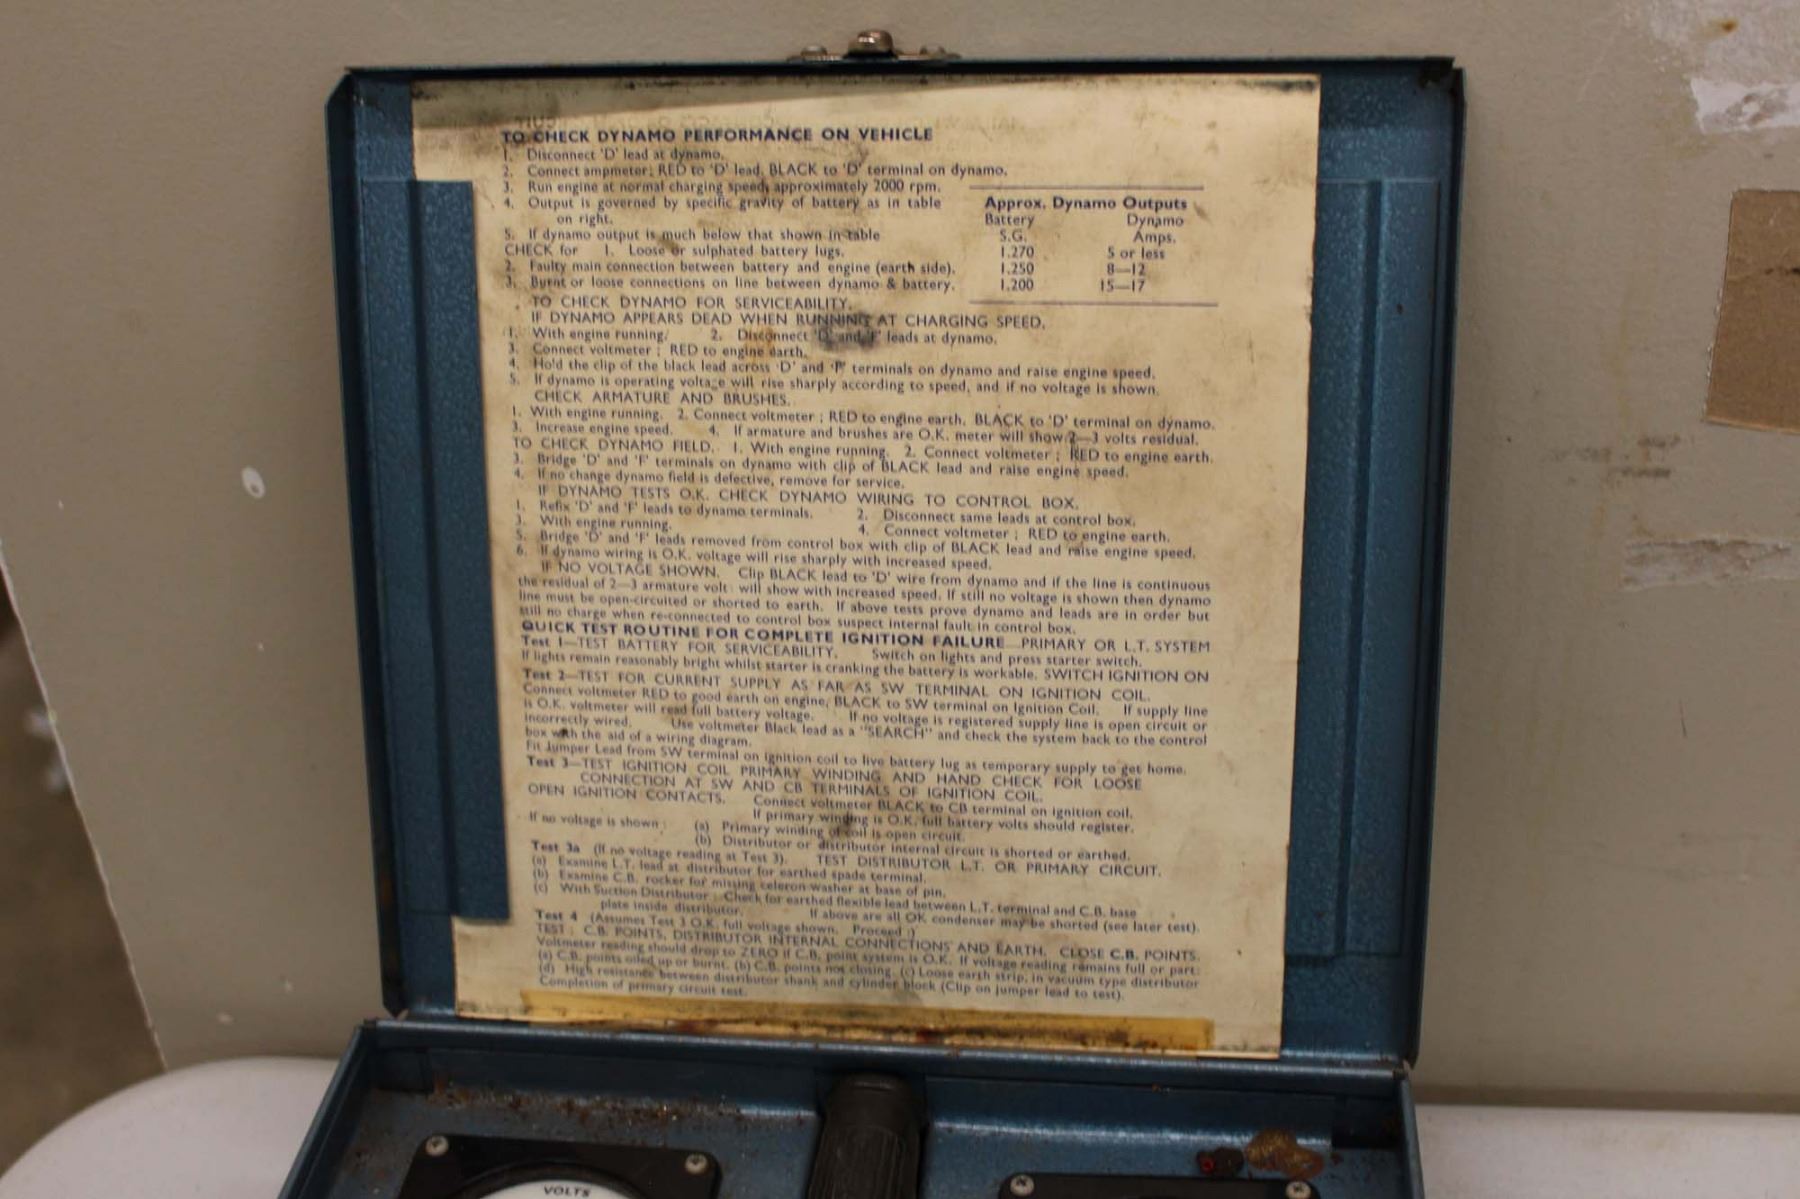 TO CHECK DYNAMO PERFORMANCE ON VEHICLE
1. Disconnect 'D' lead at dynamo.
2. Connect ampmeter; RED to 'D' lead, BLACK to 'D' terminal on dynamo.
3. Run engine at normal charging speed, approximately 2000 rpm.
4. Output is governed by specific gravity of battery as in table
on right.
5. If dynamo output is much below that shown in table
Approx. Dynamo Outputs
Battery Dynamo
S.G. Amps.
1.270 5 or less
1.250 8—12
1.200 15—17
CHECK for 1. Loose or sulphated battery lugs.
2. Faulty main connection between battery and engine (earth side).
3. Burnt or loose connections on line between dynamo & battery.
TO CHECK DYNAMO FOR SERVICEABILITY.
IF DYNAMO APPEARS DEAD WHEN RUNNING AT CHARGING SPEED,
1. With engine running. 2. Disconnect 'D' and 'F' leads at dynamo.
3. Connect voltmeter; RED to engine earth.
4. Hold the clip of the black lead across 'D' and 'F' terminals on dynamo and raise engine speed.
5. If dynamo is operating voltage will rise sharply according to speed, and if no voltage is shown.
CHECK ARMATURE AND BRUSHES.
1. With engine running. 2. Connect voltmeter; RED to engine earth. BLACK to 'D' terminal on dynamo.
3. Increase engine speed. 4. If armature and brushes are O.K. meter will show 2—3 volts residual.
TO CHECK DYNAMO FIELD. 1. With engine running. 2. Connect voltmeter; RED to engine earth.
3. Bridge 'D' and 'F' terminals on dynamo with clip of BLACK lead and raise engine speed.
4. If no change dynamo field is defective, remove for service.
IF DYNAMO TESTS O.K. CHECK DYNAMO WIRING TO CONTROL BOX.
1. Refix 'D' and 'F' leads to dynamo terminals. 2. Disconnect same leads at control box.
3. With engine running. 4. Connect voltmeter; RED to engine earth.
5. Bridge 'D' and 'F' leads removed from control box with clip of BLACK lead and raise engine speed.
6. If dynamo wiring is O.K. voltage will rise sharply with increased speed.
IF NO VOLTAGE SHOWN. Clip BLACK lead to 'D' wire from dynamo and if the line is continuous
the residual of 2—3 armature volt will show with increased speed. If still no voltage is shown then dynamo
line must be open-circuited or shorted to earth. If above tests prove dynamo and leads are in order but
still no charge when re-connected to control box suspect internal fault in control box.
QUICK TEST ROUTINE FOR COMPLETE IGNITION FAILURE PRIMARY OR L.T. SYSTEM
Test 1—TEST BATTERY FOR SERVICEABILITY. Switch on lights and press starter switch.
If lights remain reasonably bright whilst starter is cranking the battery is workable. SWITCH IGNITION ON
Test 2—TEST FOR CURRENT SUPPLY AS FAR AS SW TERMINAL ON IGNITION COIL.
Connect voltmeter RED to good earth on engine, BLACK to SW terminal on Ignition Coil. If supply line
is O.K. voltmeter will read full battery voltage. If no voltage is registered supply line is open circuit or
incorrectly wired. Use voltmeter Black lead as a "SEARCH" and check the system back to the control
box with the aid of a wiring diagram.
Fit Jumper Lead from SW terminal on ignition coil to live battery lug as temporary supply to get home.
Test 3—TEST IGNITION COIL PRIMARY WINDING AND HAND CHECK FOR LOOSE
CONNECTION AT SW AND CB TERMINALS OF IGNITION COIL.
OPEN IGNITION CONTACTS. Connect voltmeter BLACK to CB terminal on ignition coil.
If primary winding is O.K. full battery volts should register.
If no voltage is shown: (a) Primary winding of coil is open circuit.
(b) Distributor or distributor internal circuit is shorted or earthed.
Test 3a (If no voltage reading at Test 3). TEST DISTRIBUTOR L.T. OR PRIMARY CIRCUIT.
(a) Examine L.T. lead at distributor for earthed spade terminal.
(b) Examine C.B. rocker for missing celeron washer at base of pin.
(c) With Suction Distributor: Check for earthed flexible lead between L.T. terminal and C.B. base
plate inside distributor. If above are all OK condenser may be shorted (see later test).
Test 4 (Assumes Test 3 O.K. full voltage shown. Proceed:)
TEST: C.B. POINTS, DISTRIBUTOR INTERNAL CONNECTIONS AND EARTH. CLOSE C.B. POINTS.
Voltmeter reading should drop to ZERO if C.B. point system is O.K. If voltage reading remains full or part:
(a) C.B. points oiled up or burnt. (b) C.B. points not closing. (c) Loose earth strip, in vacuum type distributor
(d) High resistance between distributor shank and cylinder block (Clip on jumper lead to test).
Completion of primary circuit test.
VOLTS